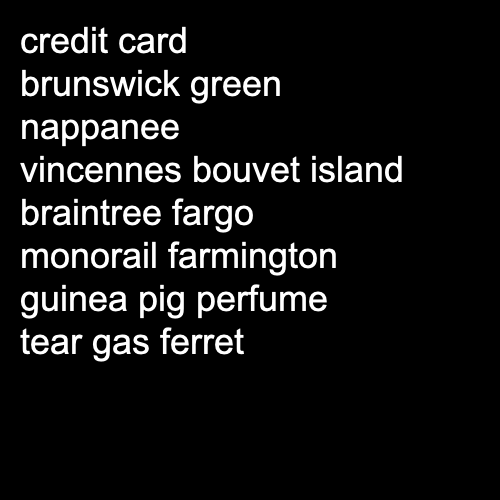 credit card
brunswick green
nappanee
vincennes bouvet island
braintree fargo
monorail farmington
guinea pig perfume
tear gas ferret